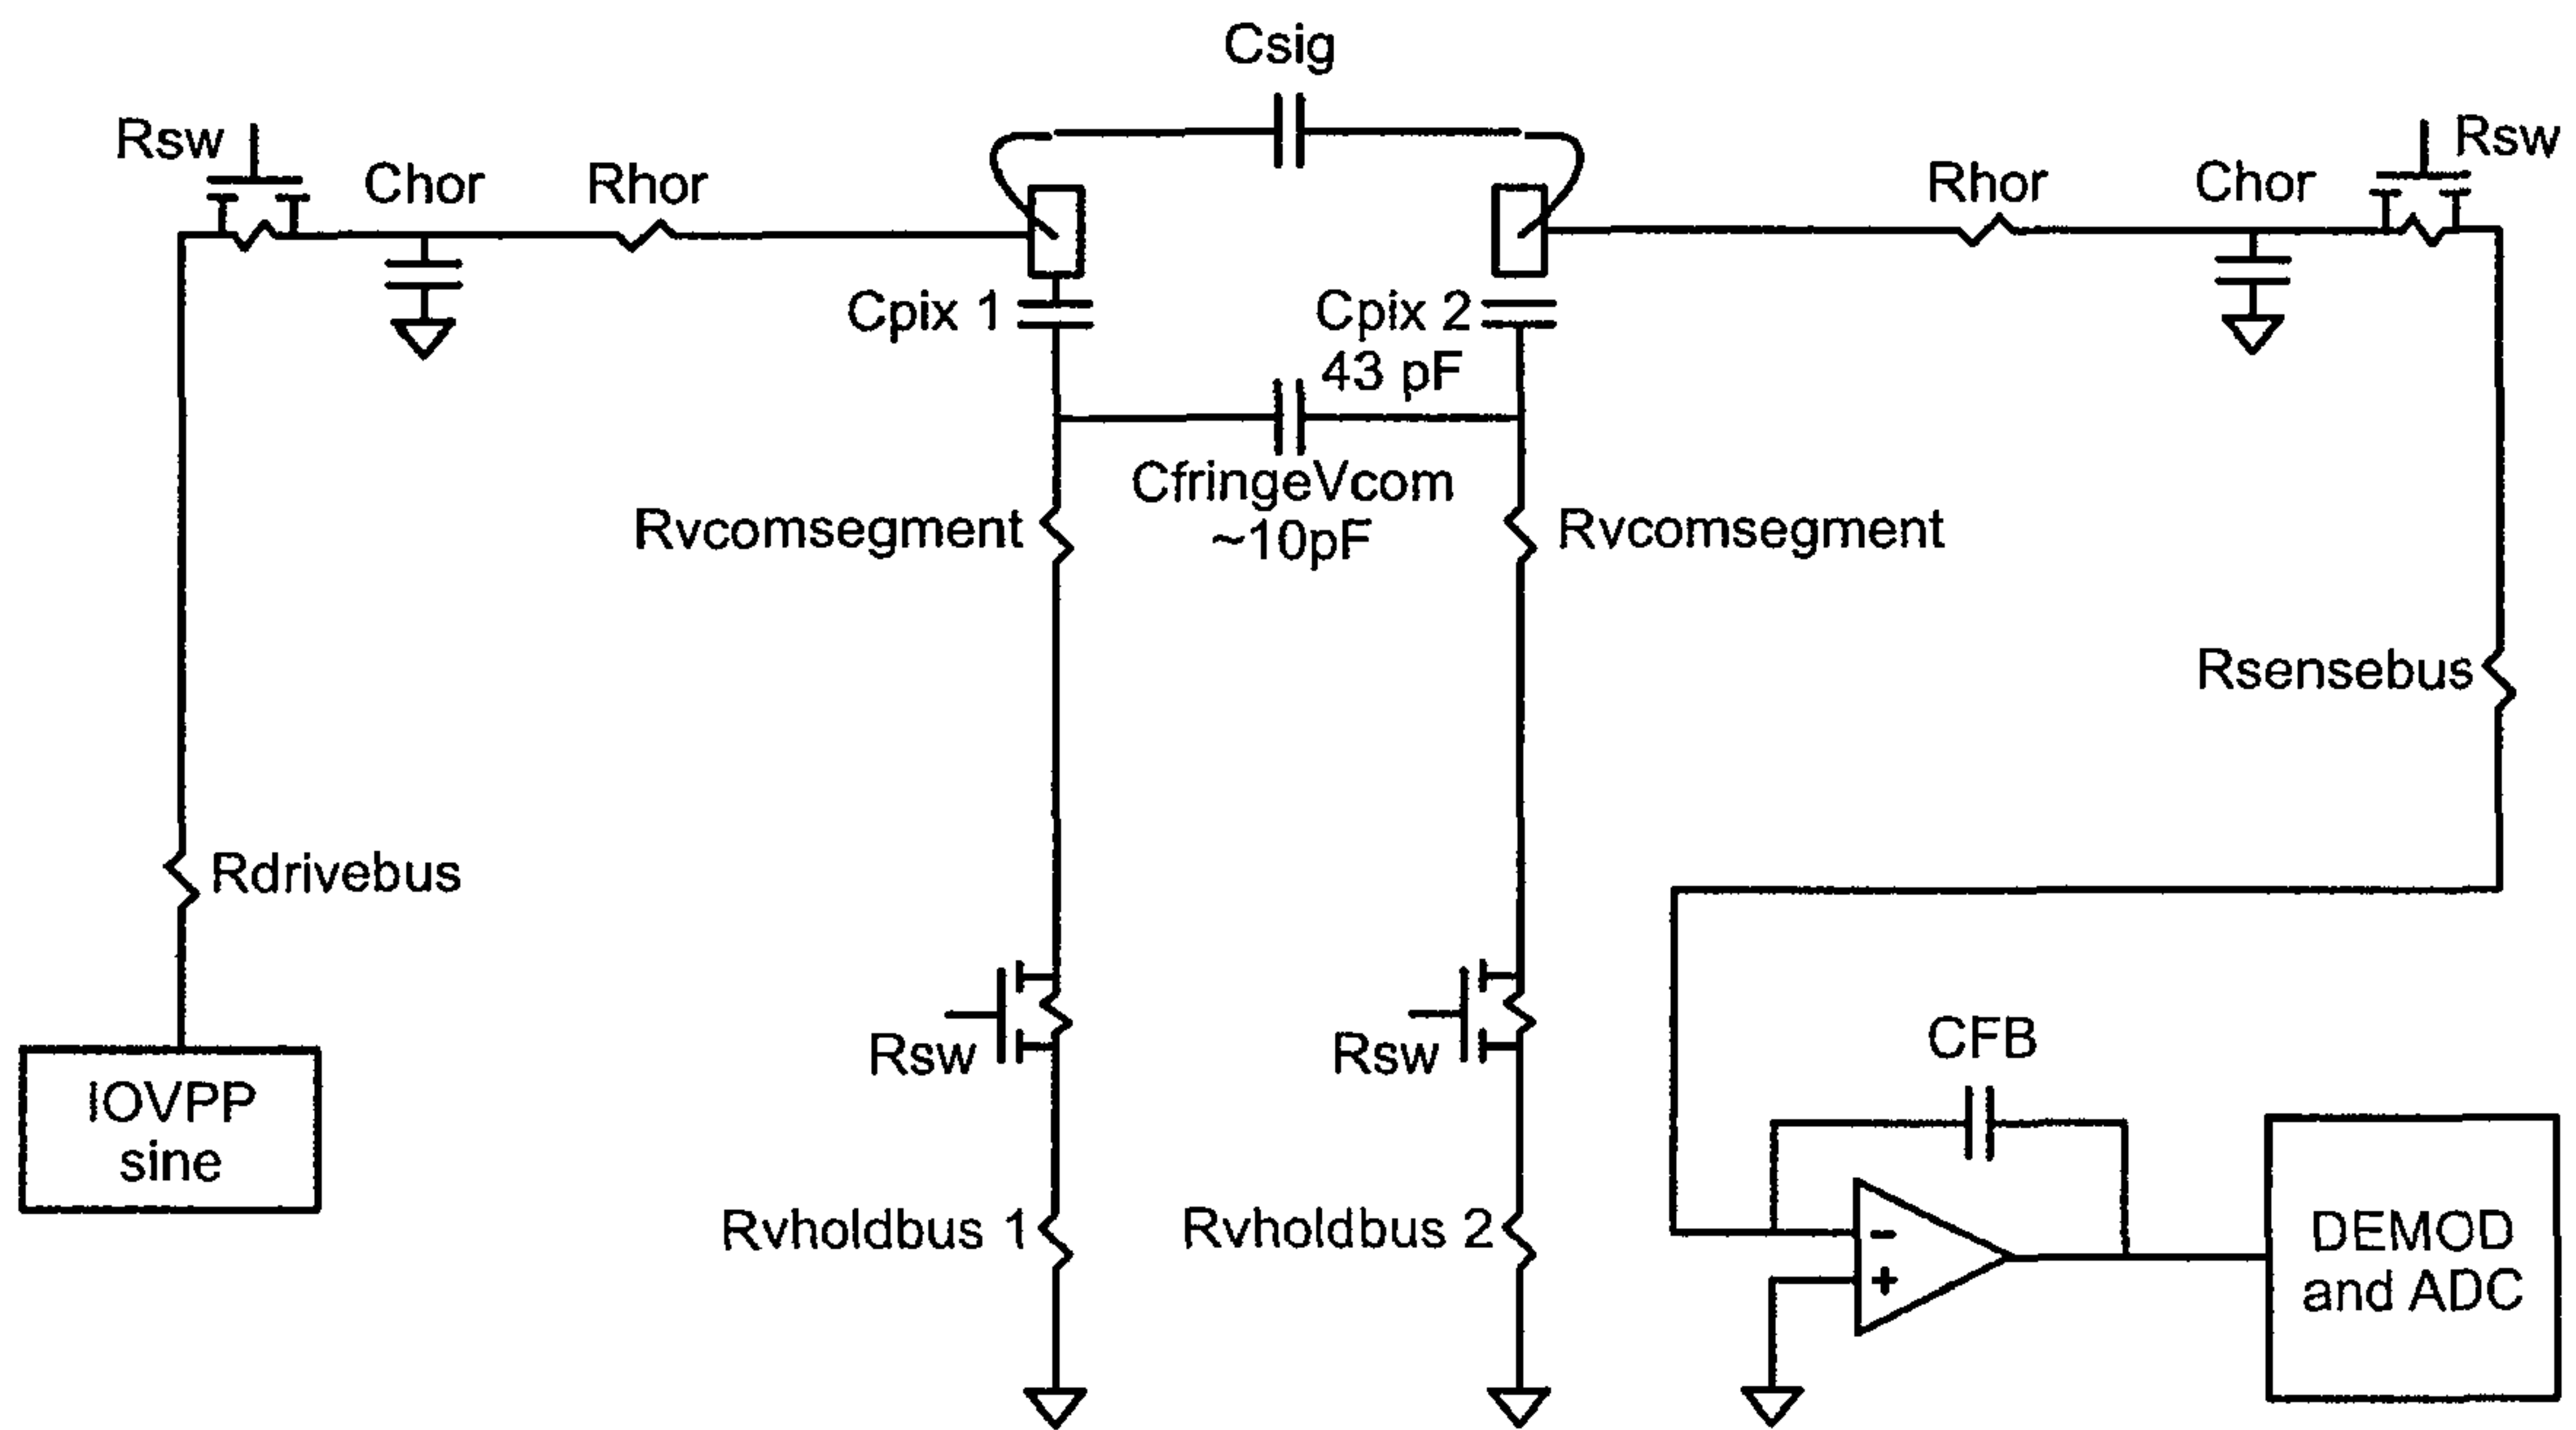 Csig
Rsw
Chor
Rhor
Rhor
Chor
Rsw
Cpix 1
Cpix 2
43 pF
CfringeVcom
~10pF
Rvcomsegment
Rvcomsegment
Rsensebus
Rdrivebus
Rsw
Rsw
CFB
IOVPP
sine
Rvholdbus 1
Rvholdbus 2
-
+
DEMOD
and ADC